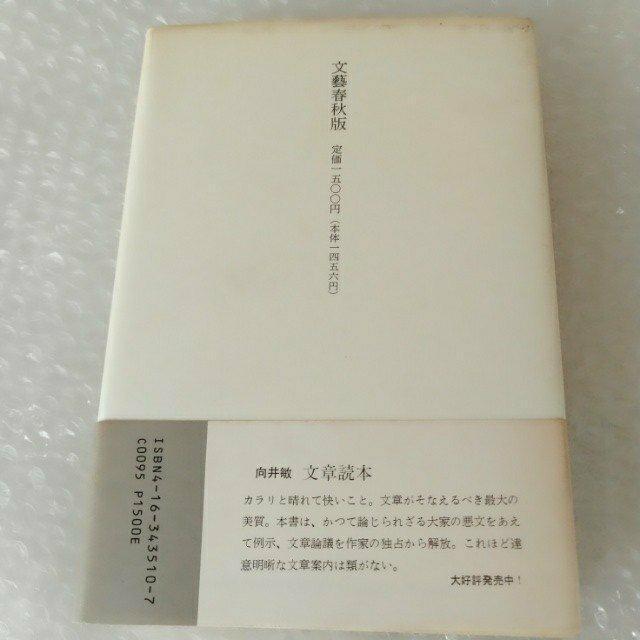 文藝春秋版
定価一五〇〇円（本体一四五六円）
ISBN4-16-343510-7
C0095 P1500E
向井敏 文章読本
カラリと晴れて快いこと。文章がそなえるべき最大の
美質。本書は、かつて論じられざる大家の悪文をあえ
て例示、文章論議を作家の独占から解放。これほど達
意明晰な文章案内は類がない。
大好評発売中！